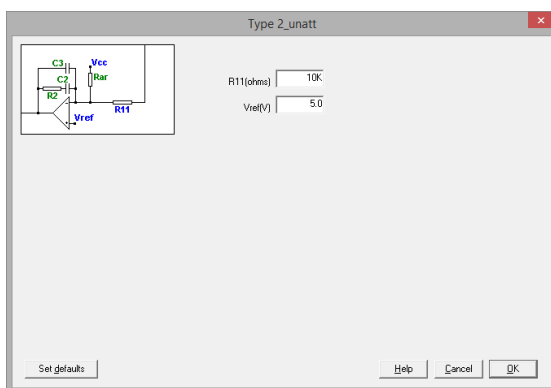 Type 2_unatt
C3
Vcc
C2
Rar
R2
R11
Vref
R11(ohms) 10K
Vref(V) 5.0
Set defaults
Help
Cancel
OK